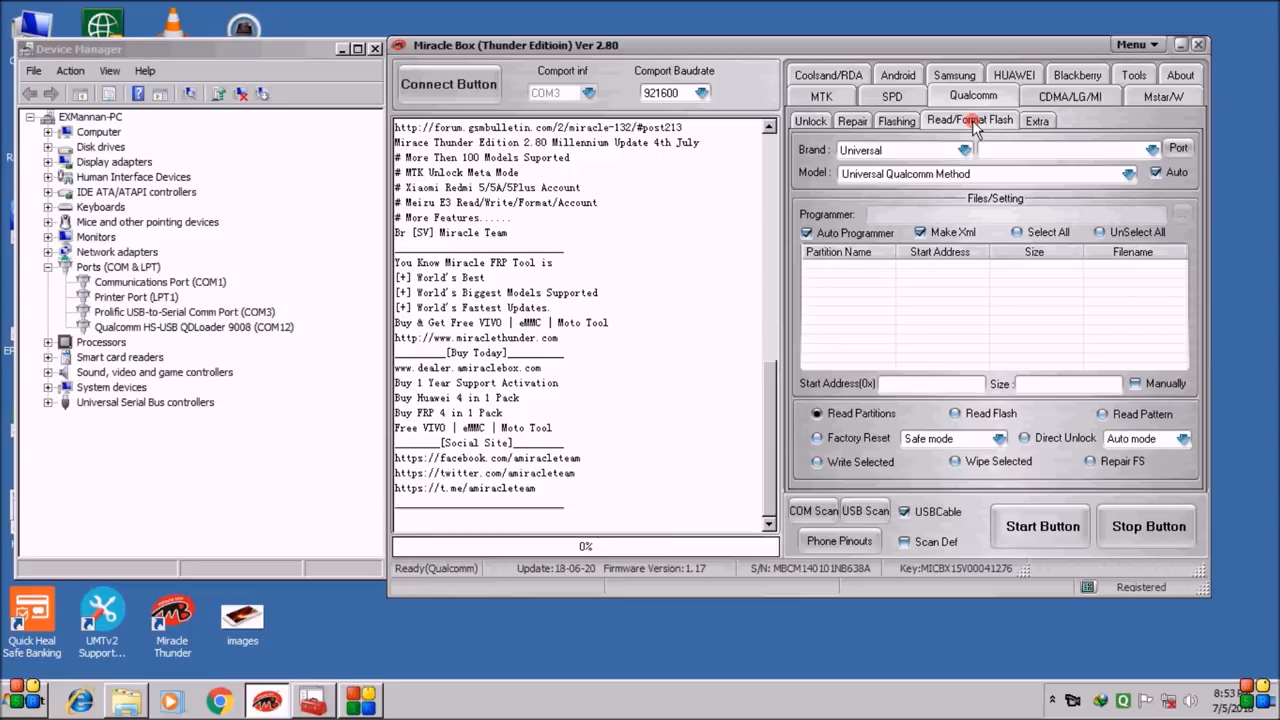 Device Manager
File Action View Help
EXMannan-PC
Computer
Disk drives
Display adapters
Human Interface Devices
IDE ATA/ATAPI controllers
Keyboards
Mice and other pointing devices
Monitors
Network adapters
Ports (COM & LPT)
Communications Port (COM1)
Printer Port (LPT1)
Prolific USB-to-Serial Comm Port (COM3)
Qualcomm HS-USB QDLoader 9008 (COM12)
Processors
Smart card readers
Sound, video and game controllers
System devices
Universal Serial Bus controllers
Miracle Box (Thunder Editioin) Ver 2.80
Menu
Connect Button
Comport inf
Comport Baudrate
COM3
921600
http://forum.gsmbulletin.com/2/miracle-132/#post213
Mirace Thunder Edition 2.80 Millennium Update 4th July
# More Then 100 Models Suported
# MTK Unlock Meta Mode
# Xiaomi Redmi 5/5A/5Plus Account
# Meizu E3 Read/Write/Format/Account
# More Features......
Br [SV] Miracle Team
You Know Miracle FRP Tool is
[+] World's Best
[+] World's Biggest Models Supported
[+] World's Fastest Updates.
Buy & Get Free VIVO | eMMC | Moto Tool
http://www.miraclethunder.com
[Buy Today]
www.dealer.amiraclebox.com
Buy 1 Year Support Activation
Buy Huawei 4 in 1 Pack
Buy FRP 4 in 1 Pack
Free VIVO | eMMC | Moto Tool
[Social Site]
https://facebook.com/amiracleteam
https://twitter.com/amiracleteam
https://t.me/amiracleteam
0%
Coolsand/RDA Android Samsung HUAWEI Blackberry Tools About
MTK SPD Qualcomm CDMA/LG/MI Mstar/W
Unlock Repair Flashing Read/Format Flash Extra
Brand : Universal Port
Model : Universal Qualcomm Method Auto
Files/Setting
Programmer:
Auto Programmer Make Xml Select All UnSelect All
Partition Name Start Address Size Filename
Start Address(0x) Size : Manually
Read Partitions Read Flash Read Pattern
Factory Reset Safe mode Direct Unlock Auto mode
Write Selected Wipe Selected Repair FS
COM Scan USB Scan USBCable
Phone Pinouts Scan Def
Start Button Stop Button
Ready(Qualcomm) Update:18-06-20 Firmware Version:1.17 S/N: MBCM140101NB638A Key:MICBX15V00041276
Registered
Quick Heal
Safe Banking
UMTv2
Support...
Miracle
Thunder
images
8:53